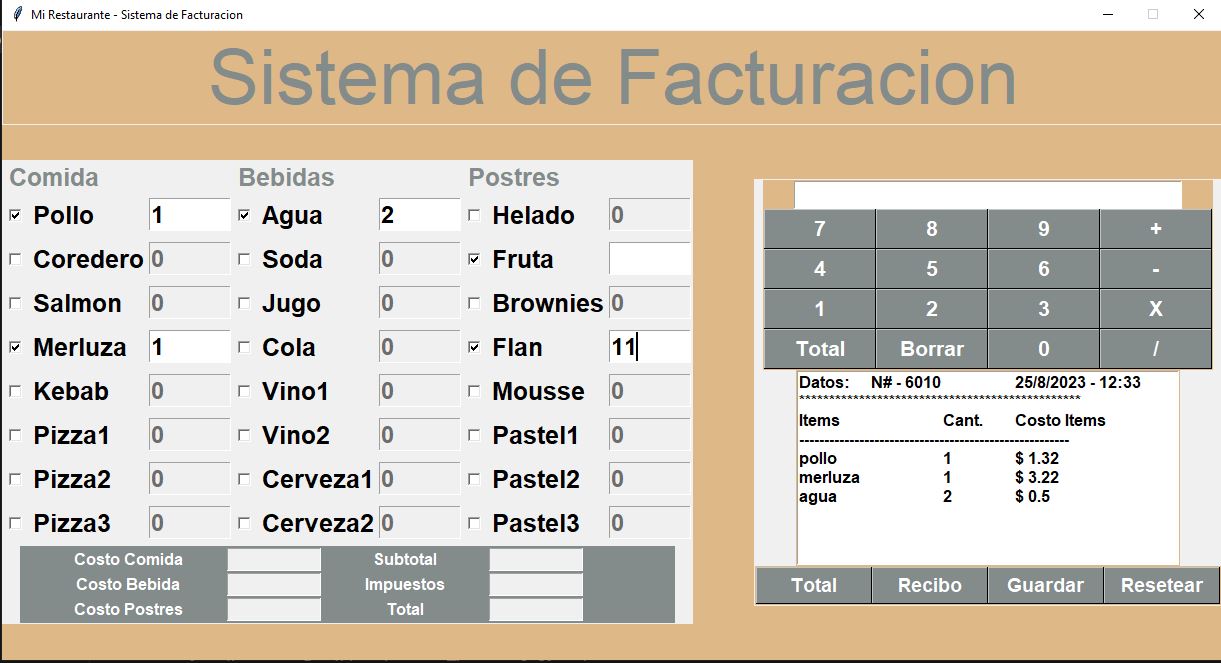 Mi Restaurante - Sistema de Facturacion
Sistema de Facturacion
Comida Bebidas Postres
Pollo 1 Agua 2 Helado 0
Coredero 0 Soda 0 Fruta
Salmon 0 Jugo 0 Brownies 0
Merluza 1 Cola 0 Flan 11
Kebab 0 Vino1 0 Mousse 0
Pizza1 0 Vino2 0 Pastel1 0
Pizza2 0 Cerveza1 0 Pastel2 0
Pizza3 0 Cerveza2 0 Pastel3 0
Costo Comida Subtotal
Costo Bebida Impuestos
Costo Postres Total
7 8 9 +
4 5 6 -
1 2 3 X
Total Borrar 0 /
Datos: N# - 6010 25/8/2023 - 12:33
***********************************************
Items Cant. Costo Items
------------------------------------------------------
pollo 1 $ 1.32
merluza 1 $ 3.22
agua 2 $ 0.5
Total Recibo Guardar Resetear